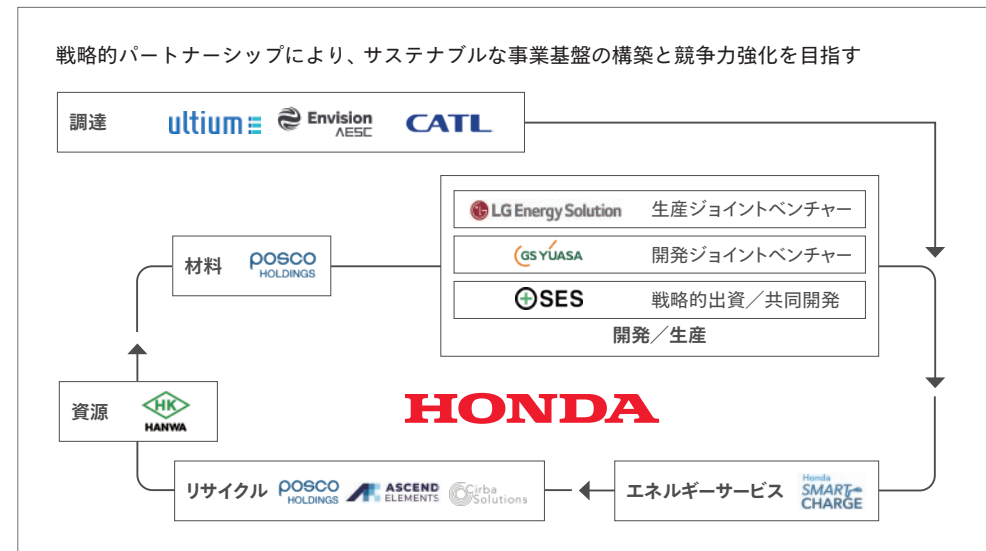 戦略的パートナーシップにより、サステナブルな事業基盤の構築と競争力強化を目指す
調達 ultium Envision AESC CATL
LG Energy Solution 生産ジョイントベンチャー
GS YUASA 開発ジョイントベンチャー
SES 戦略的出資／共同開発
開発／生産
材料 POSCO HOLDINGS
資源 HK HANWA
HONDA
リサイクル POSCO HOLDINGS ASCEND ELEMENTS Cirba Solutions
エネルギーサービス Honda SMART CHARGE